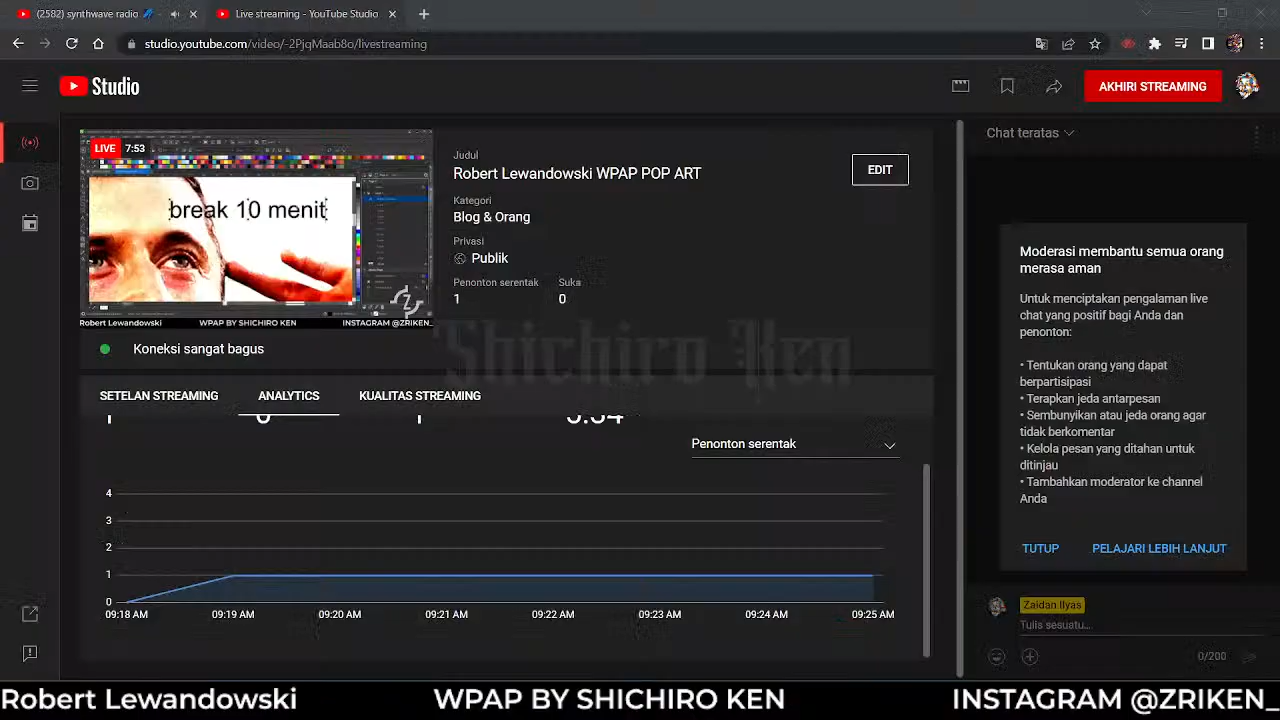 (2582) synthwave radio
Live streaming - YouTube Studio
studio.youtube.com/video/-2PjqMaab8o/livestreaming
Studio
AKHIRI STREAMING
LIVE 7:53
break 10 menit
Robert Lewandowski WPAP BY SHICHIRO KEN INSTAGRAM @ZRIKEN_
Judul
Robert Lewandowski WPAP POP ART
EDIT
Kategori
Blog & Orang
Privasi
Publik
Penonton serentak Suka
1 0
Koneksi sangat bagus
Shichiro Ken
SETELAN STREAMING ANALYTICS KUALITAS STREAMING
Penonton serentak
4
3
2
1
0
09:18 AM 09:19 AM 09:20 AM 09:21 AM 09:22 AM 09:23 AM 09:24 AM 09:25 AM
Chat teratas
Moderasi membantu semua orang
merasa aman
Untuk menciptakan pengalaman live
chat yang positif bagi Anda dan
penonton:
• Tentukan orang yang dapat
berpartisipasi
• Terapkan jeda antarpesan
• Sembunyikan atau jeda orang agar
tidak berkomentar
• Kelola pesan yang ditahan untuk
ditinjau
• Tambahkan moderator ke channel
Anda
TUTUP PELAJARI LEBIH LANJUT
Zaidan Ilyas
Tulis sesuatu...
0/200
Robert Lewandowski WPAP BY SHICHIRO KEN INSTAGRAM @ZRIKEN_